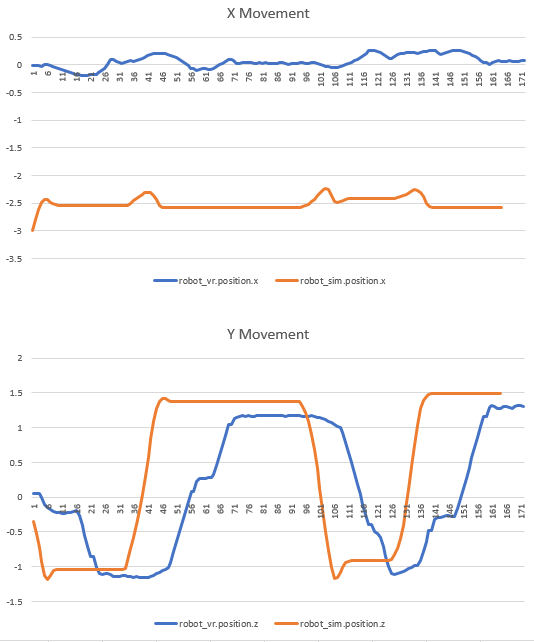 X Movement
0.5
0
-0.5
-1
-1.5
-2
-2.5
-3
-3.5
1 6 11 16 21 26 31 36 41 46 51 56 61 66 71 76 81 86 91 96 101 106 111 116 121 126 131 136 141 146 151 156 161 166 171
robot_vr.position.x robot_sim.position.x
Y Movement
2
1.5
1
0.5
0
-0.5
-1
-1.5
1 6 11 16 21 26 31 36 41 46 51 56 61 66 71 76 81 86 91 96 101 106 111 116 121 126 131 136 141 146 151 156 161 166 171
robot_vr.position.z robot_sim.position.z